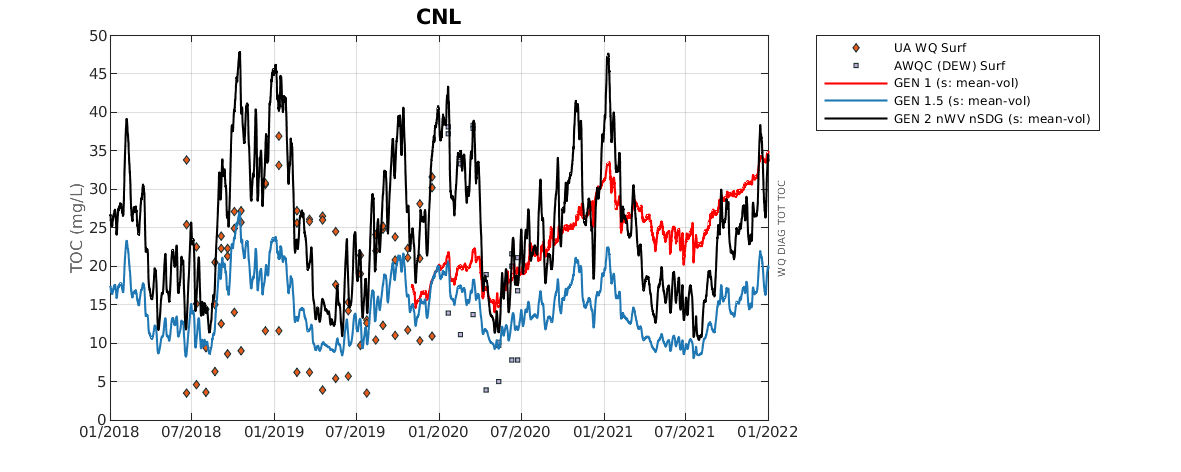 CNL
50
45
40
35
30
25
20
15
10
5
0
TOC (mg/L)
01/2018 07/2018 01/2019 07/2019 01/2020 07/2020 01/2021 07/2021 01/2022
WQ DIAG TOT TOC
UA WQ Surf
AWQC (DEW) Surf
GEN 1 (s: mean-vol)
GEN 1.5 (s: mean-vol)
GEN 2 nWV nSDG (s: mean-vol)